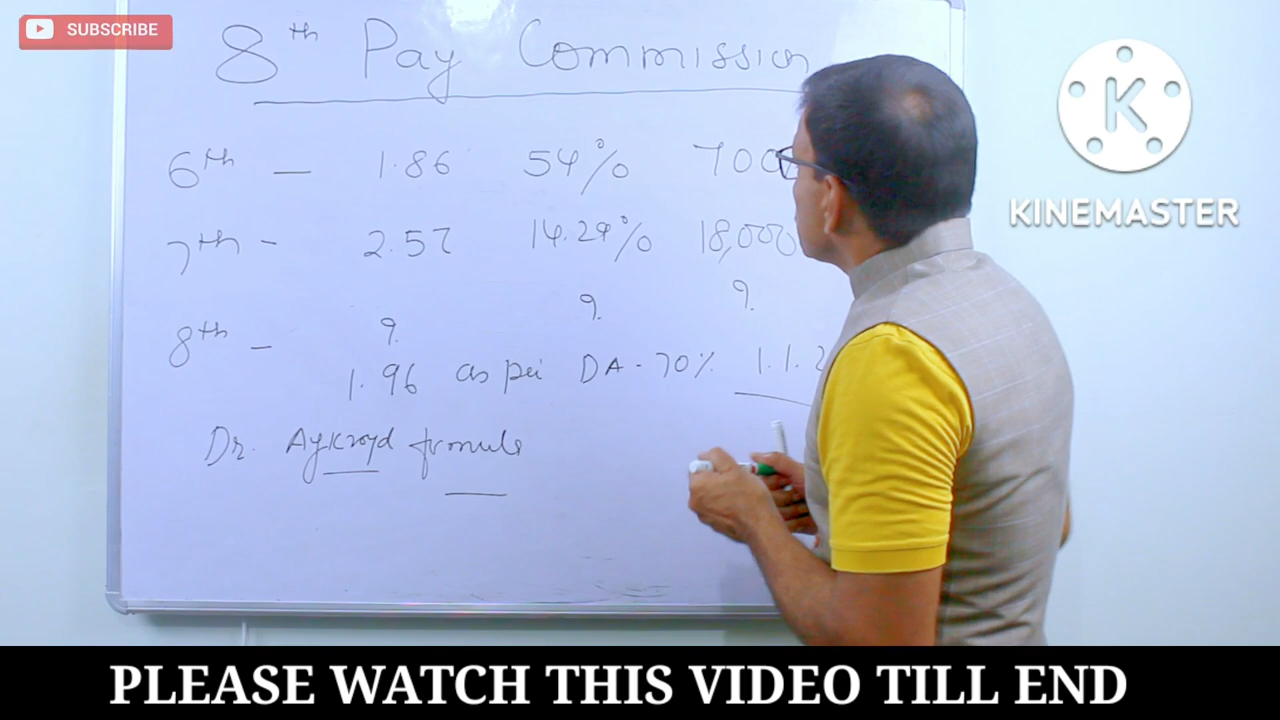 SUBSCRIBE
8th Pay Commission
6th — 1.86 54% 700
7th - 2.57 14.29% 18,000
? ?
8th - ?
1.96 as per DA - 70% 1.1.2
Dr. Aykroyd formula
K
KINEMASTER
PLEASE WATCH THIS VIDEO TILL END